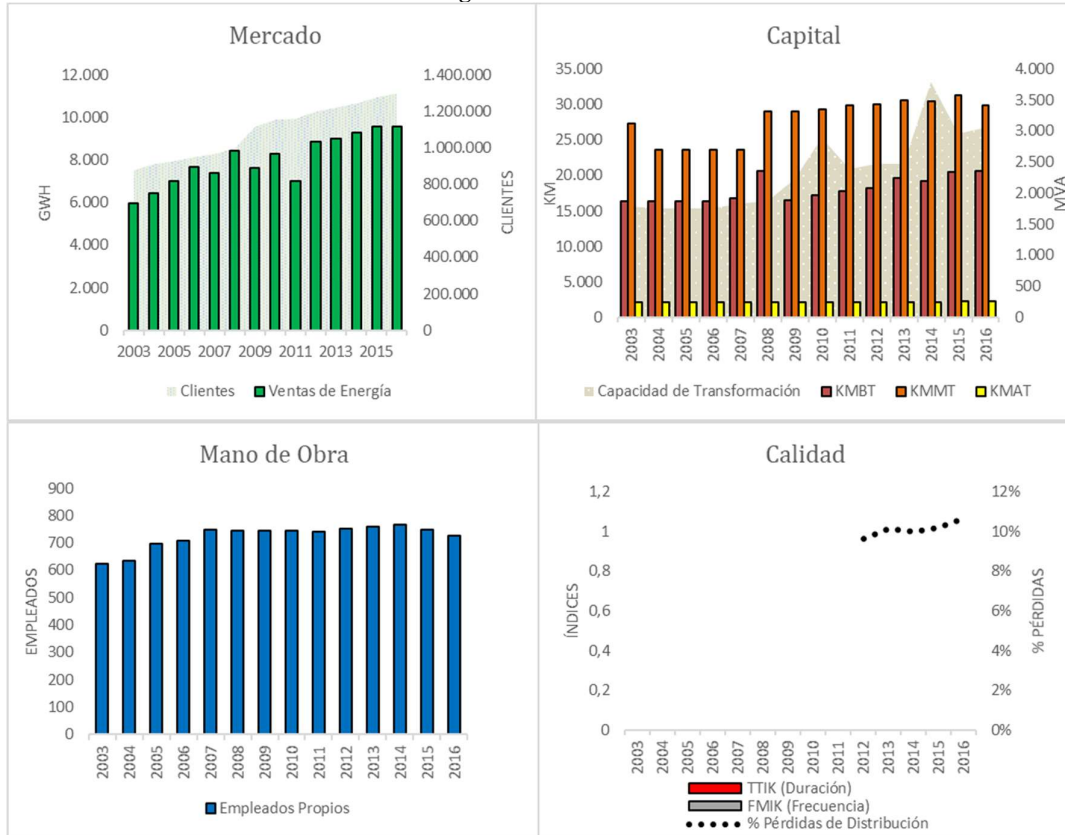 Mercado
12.000
10.000
8.000
6.000
4.000
2.000
0
GWH
1.400.000
1.200.000
1.000.000
800.000
600.000
400.000
200.000
0
CLIENTES
2003 2005 2007 2009 2011 2013 2015
Clientes Ventas de Energía
Capital
35.000
30.000
25.000
20.000
15.000
10.000
5.000
0
KM
4.000
3.500
3.000
2.500
2.000
1.500
1.000
500
0
MVA
2003 2004 2005 2006 2007 2008 2009 2010 2011 2012 2013 2014 2015 2016
Capacidad de Transformación KMBT KMMT KMAT
Mano de Obra
900
800
700
600
500
400
300
200
100
0
EMPLEADOS
2003 2004 2005 2006 2007 2008 2009 2010 2011 2012 2013 2014 2015 2016
Empleados Propios
Calidad
1,2
1
0,8
0,6
0,4
0,2
0
ÍNDICES
12%
10%
8%
6%
4%
2%
0%
% PÉRDIDAS
2003 2004 2005 2006 2007 2008 2009 2010 2011 2012 2013 2014 2015 2016
TTIK (Duración)
FMIK (Frecuencia)
% Pérdidas de Distribución